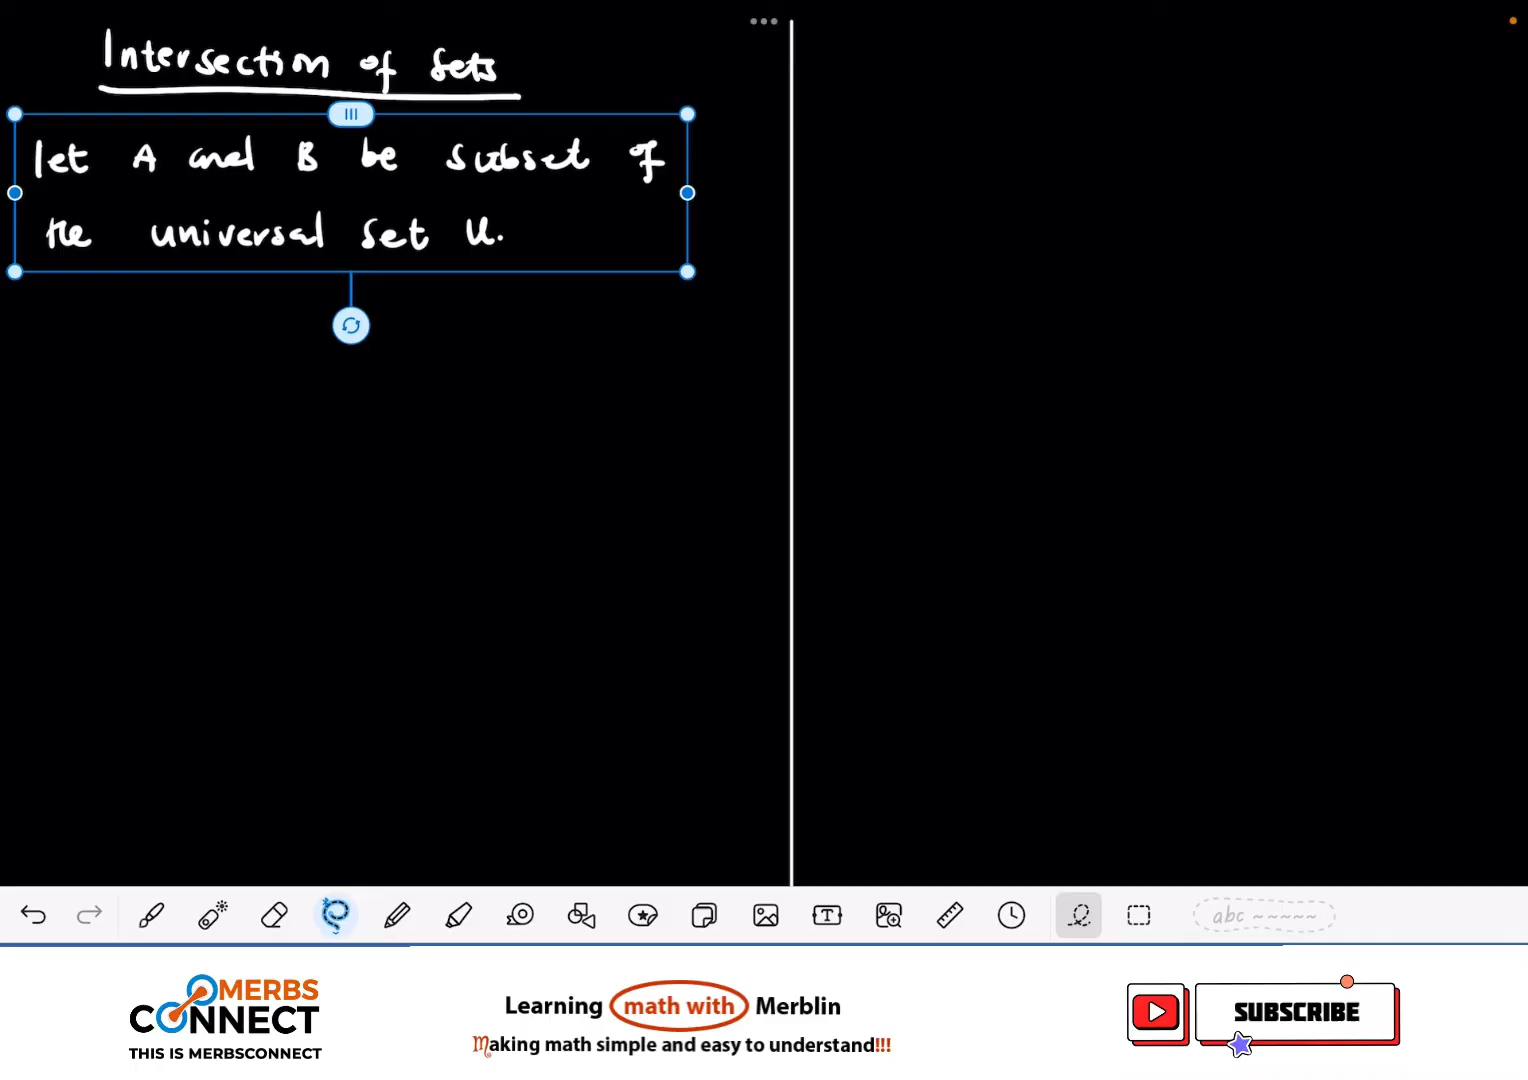 Intersection of Sets
let A and B be subset of
the universal set U.
abc ~~~~~
MERBS
CONNECT
THIS IS MERBSCONNECT
Learning math with Merblin
Making math simple and easy to understand!!!
SUBSCRIBE